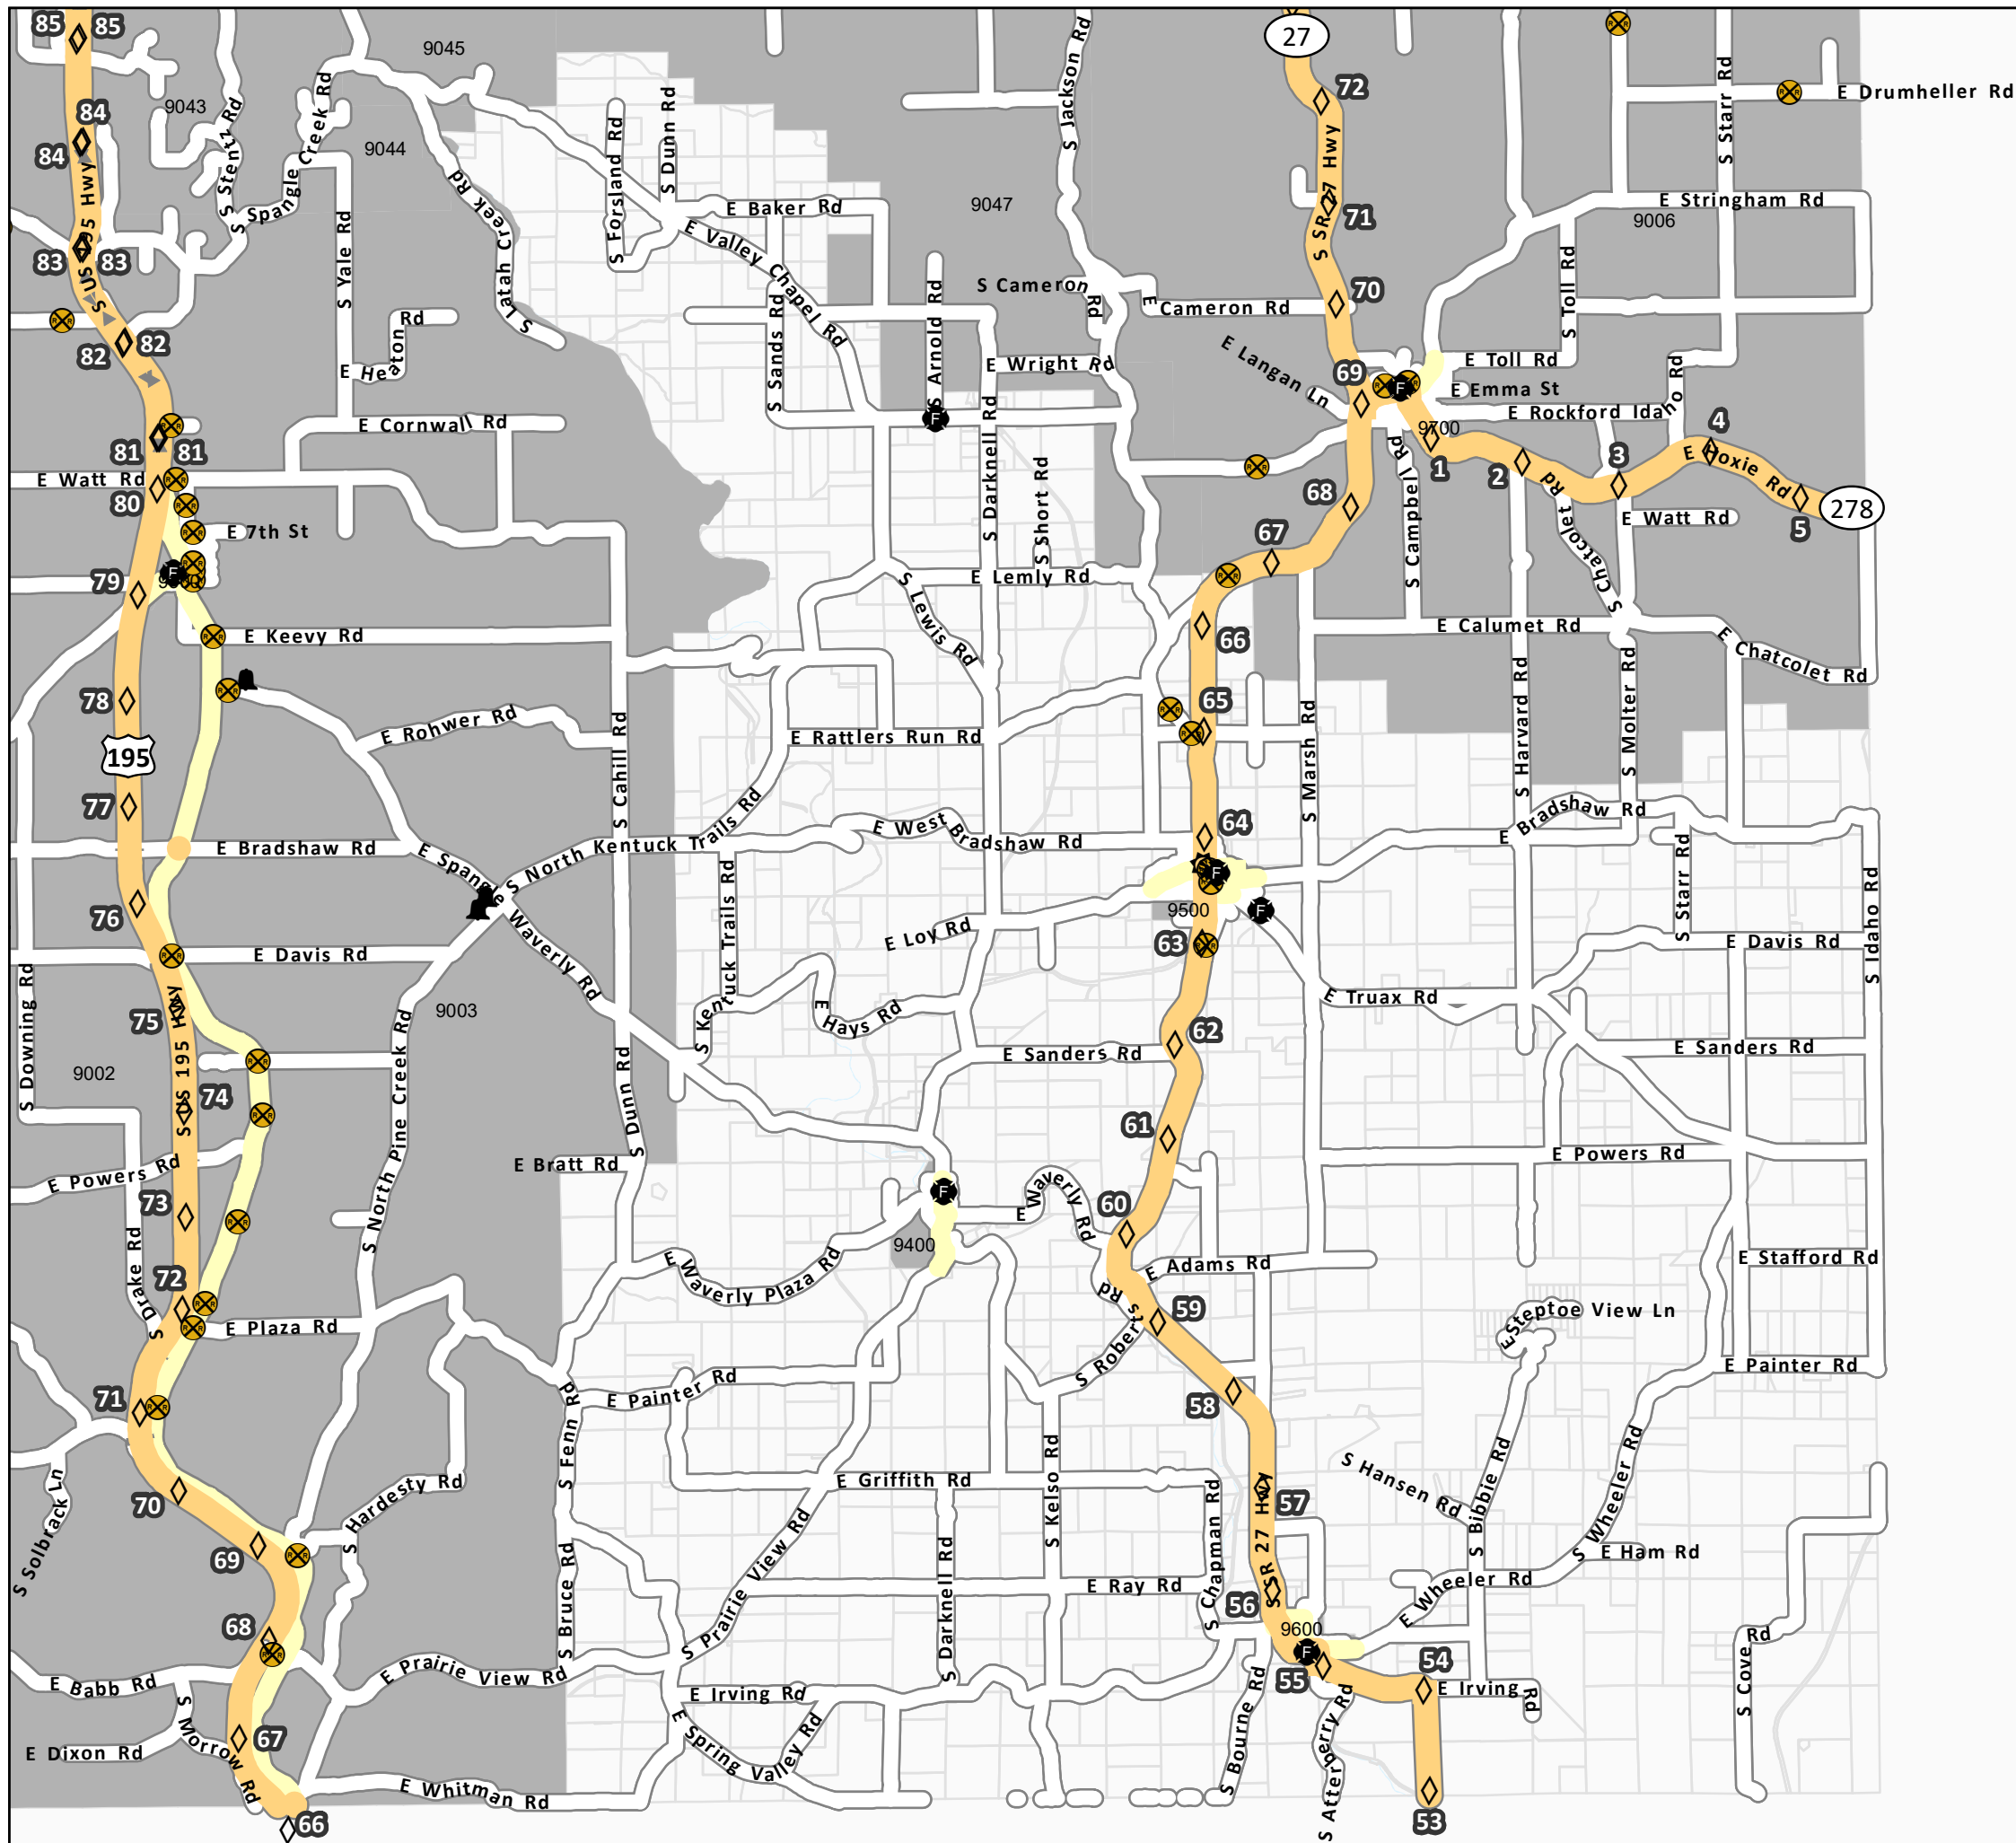 85
85
9045
27
72
E Drumheller Rd
84
9043
84
S Stentz Rd
S Spangle Creek Rd
9044
S Forsland Rd
S Dunn Rd
S Jackson Rd
S Starr Rd
S SR 27 Hwy
71
E Stringham Rd
9006
E Baker Rd
9047
E Valley Chapel Rd
S Latah Creek Rd
83
83
S US 195 Hwy
S Yale Rd
S Cameron Rd
E Cameron Rd
70
S Toll Rd
82
82
E Heaton Rd
S Sands Rd
S Arnold Rd
E Wright Rd
E Langan Ln
69
E Toll Rd
E Emma St
E Rockford Idaho Rd
9700
E Cornwall Rd
81
81
S Darnell Rd
S Short Rd
S Campbell Rd
1
2
3
4
E Hoxie Rd
5
278
E Watt Rd
80
E 7th St
68
67
E Watt Rd
S Chatcolet Rd
79
E Lemly Rd
S Lewis Rd
E Keevy Rd
66
E Calumet Rd
E Chatcolet Rd
78
E Rohwer Rd
S Cahill Rd
E Rattlers Run Rd
65
S Marsh Rd
S Harvard Rd
S Molter Rd
195
77
64
E Bradshaw Rd
E Bradshaw Rd
E Spangle Waverly Rd
S North Kentuck Trails Rd
E West Bradshaw Rd
S Kentuck Trails Rd
76
9500
E Loy Rd
63
S Starr Rd
S Idaho Rd
E Davis Rd
E Davis Rd
S Downing Rd
75
9003
E Hays Rd
E Truax Rd
62
E Sanders Rd
E Sanders Rd
9002
S US 195 Hwy
74
S North Pine Creek Rd
S Dunn Rd
61
E Powers Rd
E Powers Rd
E Bratt Rd
73
S Drake Rd
E Waverly Rd
60
9400
E Waverly Plaza Rd
E Adams Rd
E Stafford Rd
72
E Plaza Rd
S Roberts Rd
59
E Steptoe View Ln
E Painter Rd
71
E Painter Rd
58
S Fenn Rd
S Kelso Rd
S Solbrack Ln
70
S Hardesty Rd
E Griffith Rd
S Chapman Rd
S SR 27 Hwy
57
S Hansen Rd
S Bibbie Rd
S Wheeler Rd
69
S Bruce Rd
S Prairie View Rd
S Darknell Rd
E Ray Rd
56
E Wheeler Rd
E Ham Rd
68
9600
E Babb Rd
E Prairie View Rd
55
54
S Cove Rd
E Irving Rd
E Irving Rd
67
S Morrow Rd
E Dixon Rd
E Spring Valley Rd
S Bourne Rd
S Atterberry Rd
E Whitman Rd
66
53